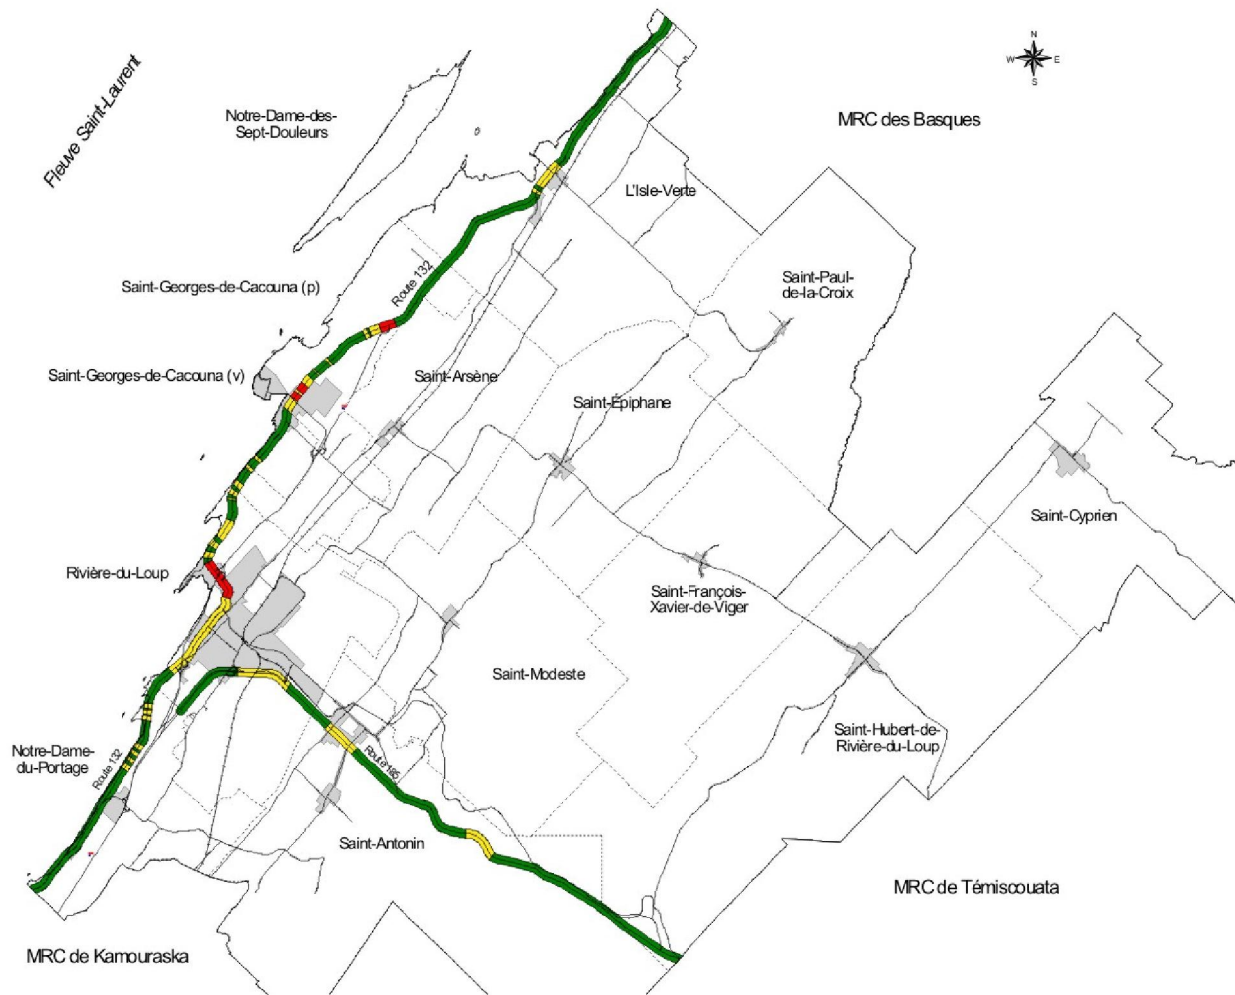 N
W E
S
Fleuve Saint-Laurent
Notre-Dame-des-
Sept-Douleurs
MRC des Basques
L'Isle-Verte
Saint-Georges-de-Cacouna (p)
Route 132
Saint-Paul-
de-la-Croix
Saint-Georges-de-Cacouna (v)
Saint-Arsène
Saint-Épiphane
Saint-Cyprien
Rivière-du-Loup
Saint-François-
Xavier-de-Viger
Saint-Modeste
Saint-Hubert-de-
Rivière-du-Loup
Notre-Dame-
du-Portage
Route 132
Route 185
Saint-Antonin
MRC de Témiscouata
MRC de Kamouraska